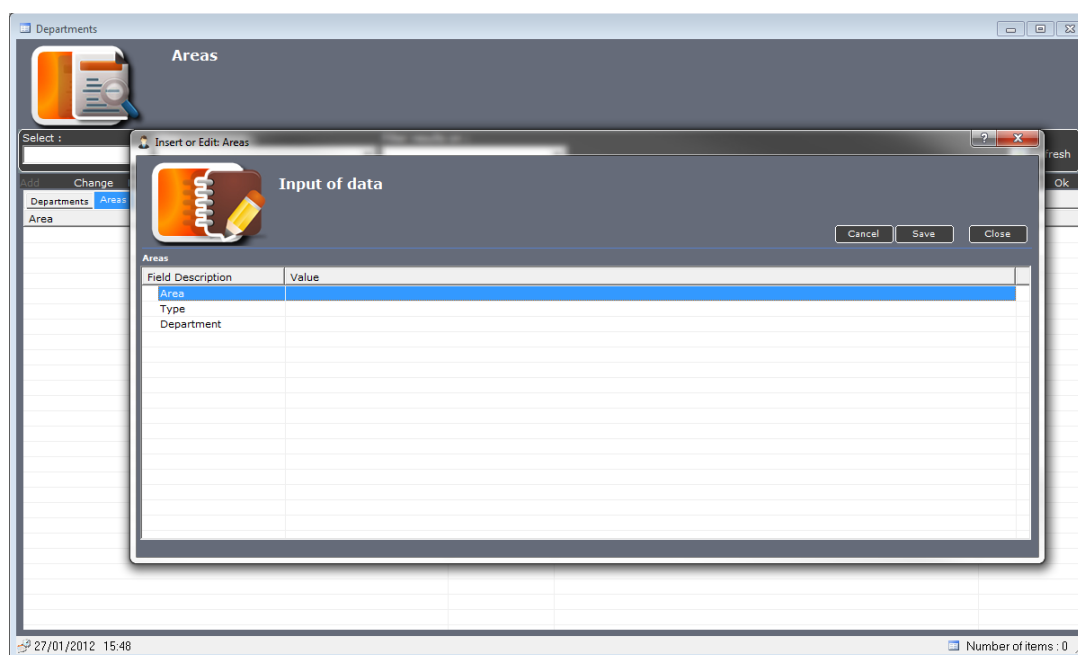 Departments
Areas
Select :
Insert or Edit: Areas
?
X
fresh
Add Change
Ok
Input of data
Departments Areas
Area
Cancel Save Close
Areas
Field Description Value
Area
Type
Department
27/01/2012 15:48
Number of items : 0